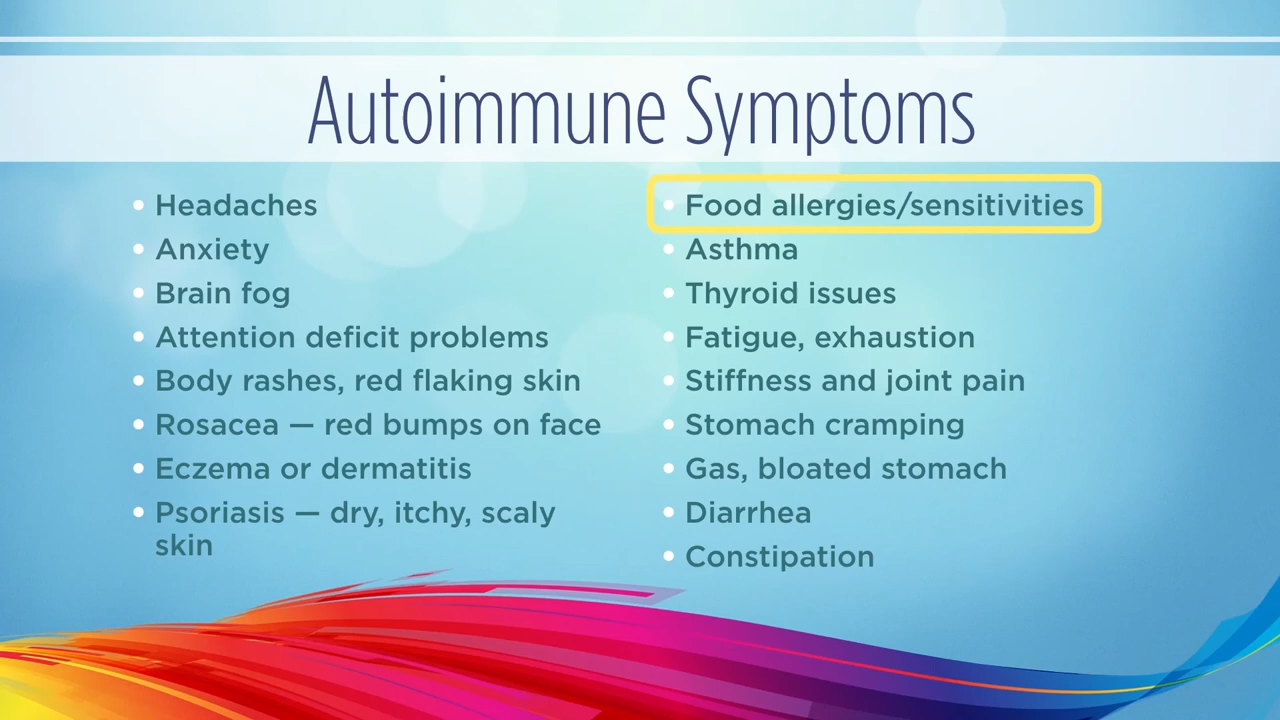 Autoimmune Symptoms
• Headaches
• Anxiety
• Brain fog
• Attention deficit problems
• Body rashes, red flaking skin
• Rosacea — red bumps on face
• Eczema or dermatitis
• Psoriasis — dry, itchy, scaly
skin
• Food allergies/sensitivities
• Asthma
• Thyroid issues
• Fatigue, exhaustion
• Stiffness and joint pain
• Stomach cramping
• Gas, bloated stomach
• Diarrhea
• Constipation